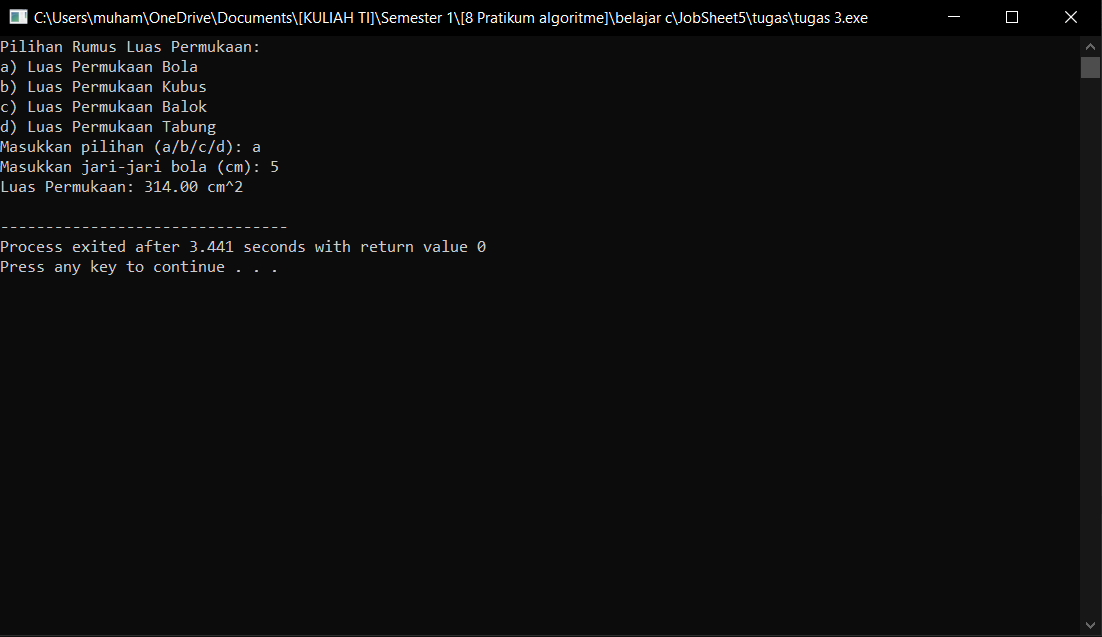 C:\Users\muham\OneDrive\Documents\[KULIAH TI]\Semester 1\[8 Pratikum algoritme]\belajar c\JobSheet5\tugas\tugas 3.exe
Pilihan Rumus Luas Permukaan:
a) Luas Permukaan Bola
b) Luas Permukaan Kubus
c) Luas Permukaan Balok
d) Luas Permukaan Tabung
Masukkan pilihan (a/b/c/d): a
Masukkan jari-jari bola (cm): 5
Luas Permukaan: 314.00 cm^2
--------------------------------
Process exited after 3.441 seconds with return value 0
Press any key to continue . . .